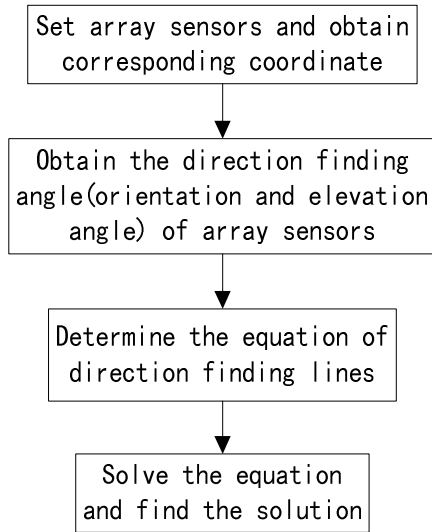 Set array sensors and obtain
corresponding coordinate
Obtain the direction finding
angle(orientation and elevation
angle) of array sensors
Determine the equation of
direction finding lines
Solve the equation
and find the solution